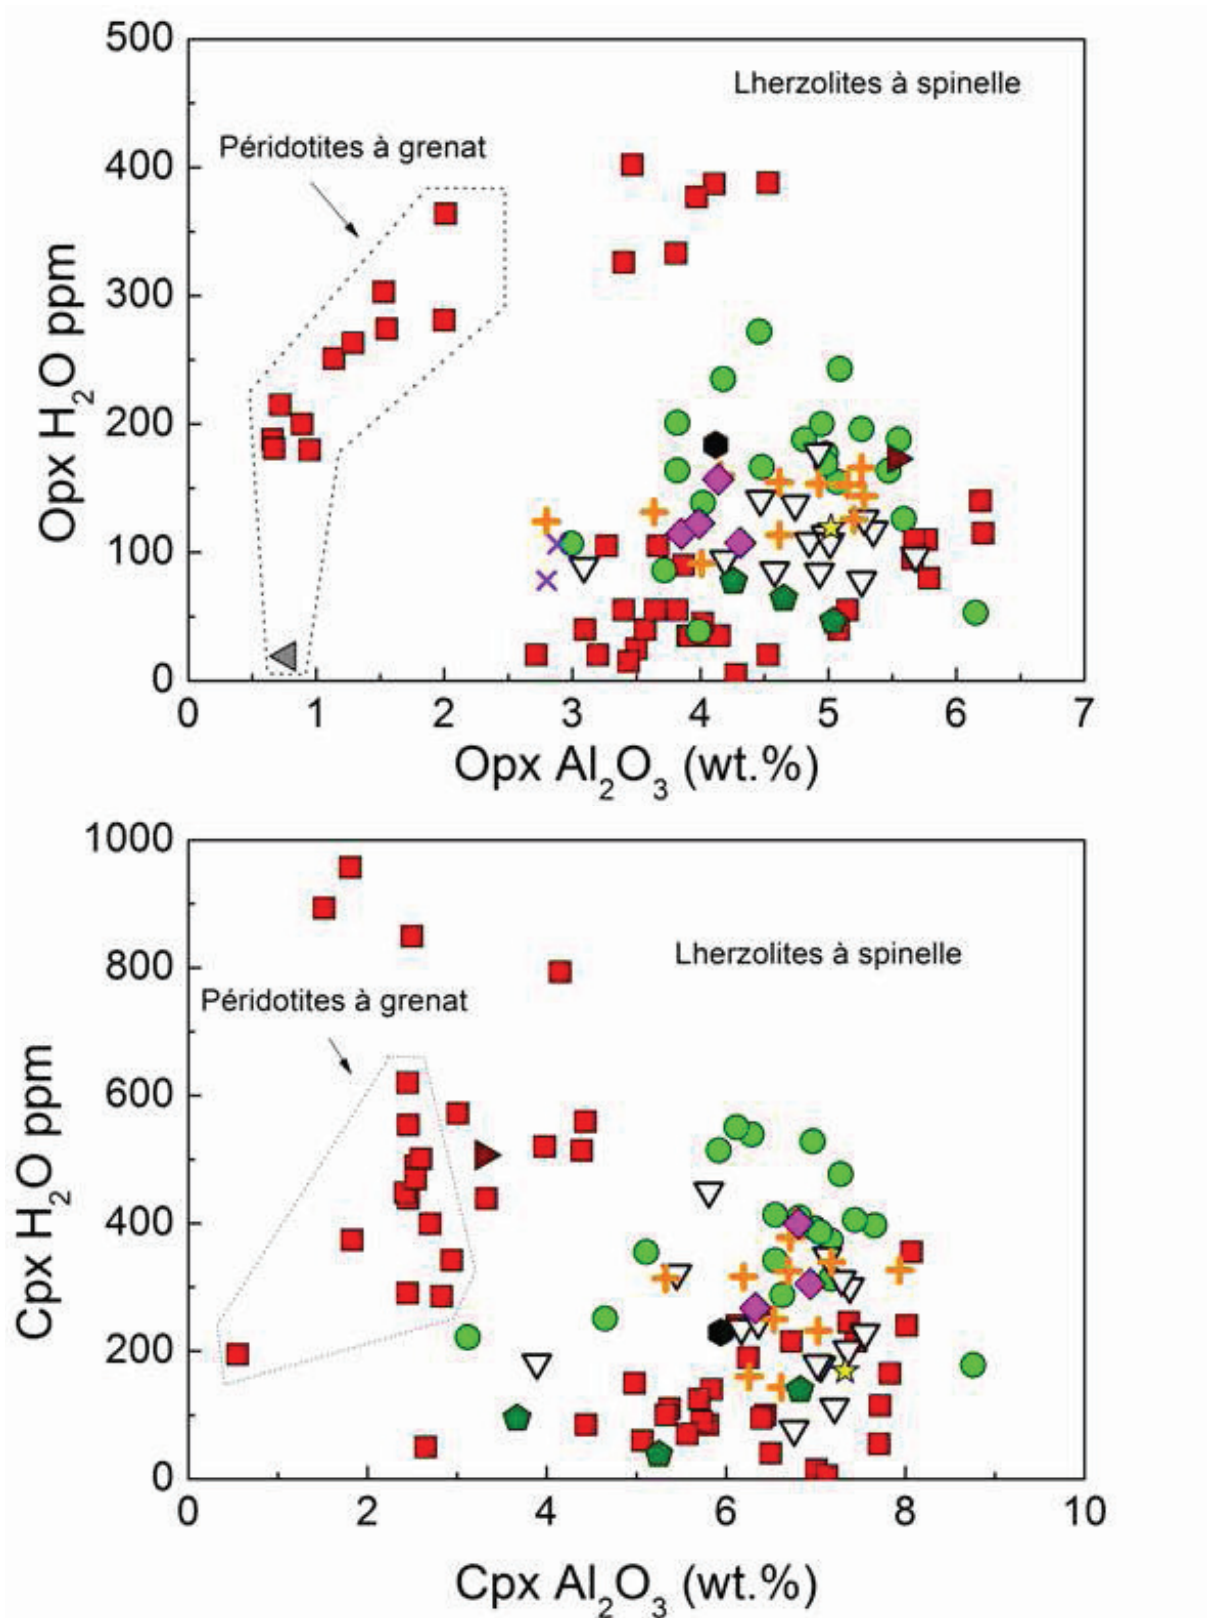 500
400
300
200
100
0
Opx H₂O ppm
Lherzolites à spinelle
Péridotites à grenat
0 1 2 3 4 5 6 7
Opx Al₂O₃ (wt.%)
1000
800
600
400
200
0
Cpx H₂O ppm
Lherzolites à spinelle
Péridotites à grenat
0 2 4 6 8 10
Cpx Al₂O₃ (wt.%)